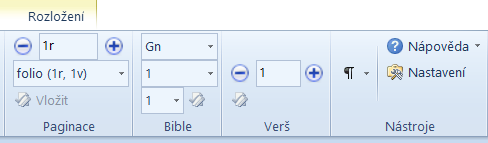 Rozložení
1r
folio (1r, 1v)
Vložit
Paginace
Gn
1
1
Bible
1
Verš
¶
Nápověda
Nastavení
Nástroje